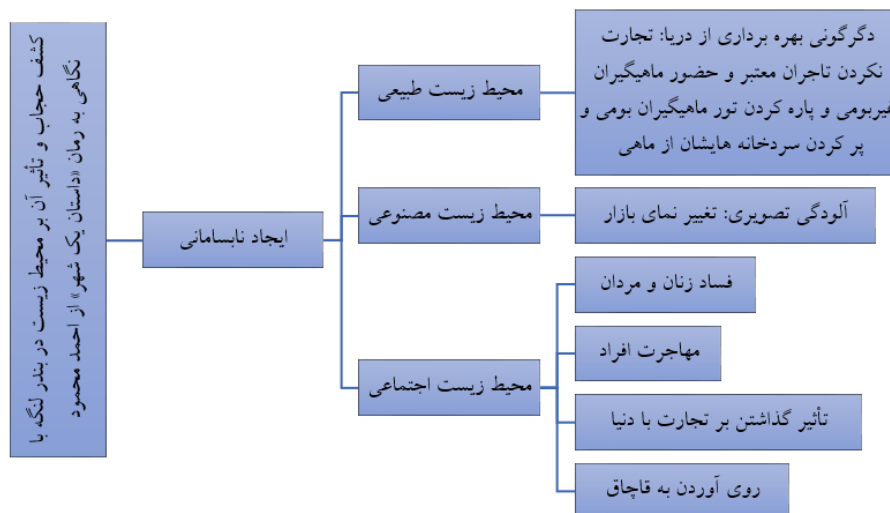 کشف حجاب و تأثیر آن بر محیط زیست در بندر لنگه با
نگاهی به رمان «داستان یک شهر» از احمد محمود
ایجاد نابسامانی
محیط زیست طبیعی
دگرگونی بهره برداری از دریا: تجارت
نکردن تاجران معتبر و حضور ماهیگیران
غیربومی و پاره کردن تور ماهیگیران بومی و
پر کردن سردخانه هایشان از ماهی
محیط زیست مصنوعی
آلودگی تصویری: تغییر نمای بازار
محیط زیست اجتماعی
فساد زنان و مردان
مهاجرت افراد
تأثیر گذاشتن بر تجارت با دنیا
روی آوردن به قاچاق